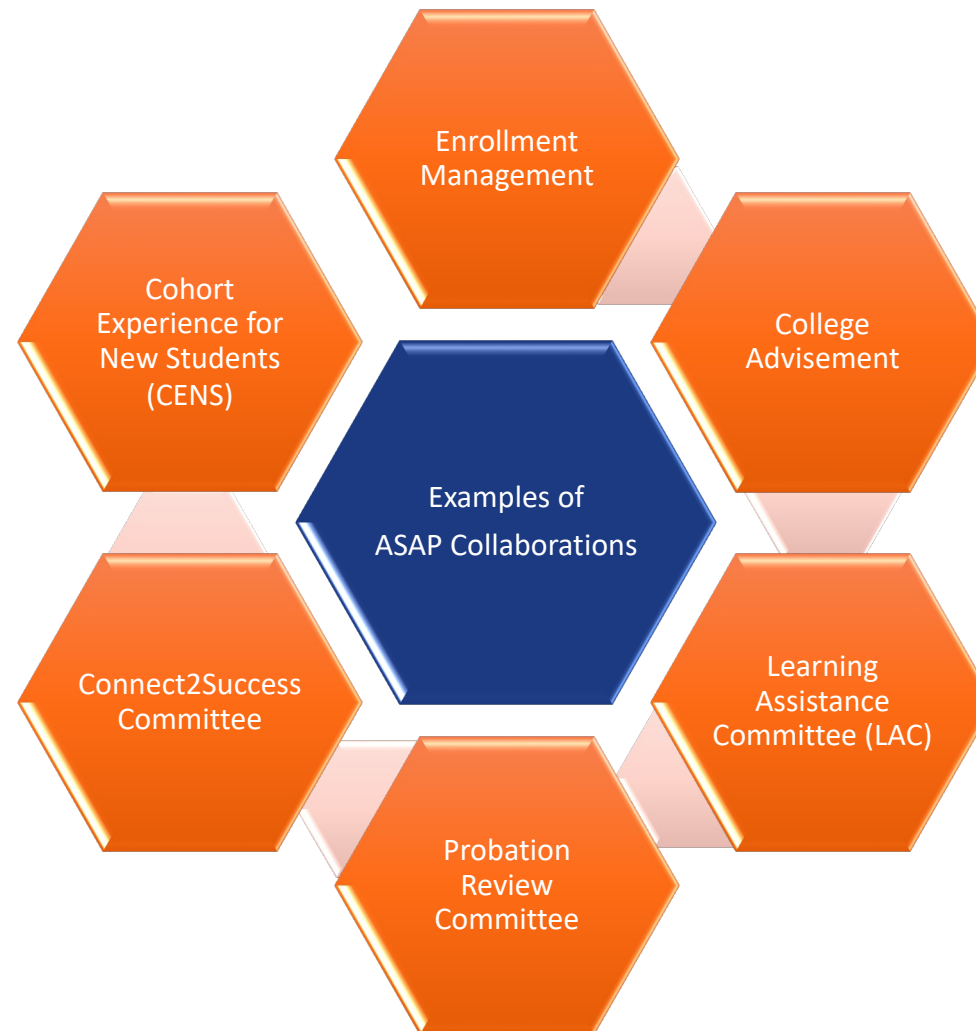 Enrollment
Management
College
Advisement
Learning
Assistance
Committee (LAC)
Probation
Review
Committee
Connect2Success
Committee
Cohort
Experience for
New Students
(CENS)
Examples of
ASAP Collaborations